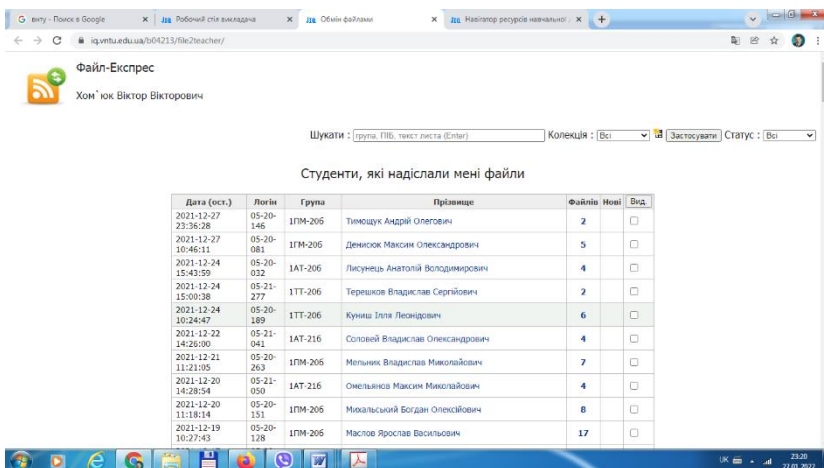 внту - Поиск в Google
Робочий стіл викладача
Обмін файлами
Навігатор ресурсів навчальної
iq.vntu.edu.ua/b04213/file2teacher/
Файл-Експрес
Хом`юк Віктор Вікторович
Шукати : група, ПІБ, текст листа (Enter) Колекція : Всі Застосувати Статус : Всі
Студенти, які надіслали мені файли
Дата (ост.) Логін Група Прізвище Файлів Нові Вид.
2021-12-27 23:36:28 05-20-146 1ПМ-20б Тимощук Андрій Олегович 2
2021-12-27 10:46:11 05-20-081 1ГМ-20б Денисюк Максим Олександрович 5
2021-12-24 15:43:59 05-20-032 1АТ-20б Лисунець Анатолій Володимирович 4
2021-12-24 15:00:38 05-21-277 1ТТ-20б Терешков Владислав Сергійович 2
2021-12-24 10:24:47 05-20-189 1ТТ-20б Куниш Ілля Леонідович 6
2021-12-22 14:26:00 05-21-041 1АТ-21б Соловей Владислав Олександрович 4
2021-12-21 11:21:05 05-20-263 1ПМ-20б Мельник Владислав Миколайович 7
2021-12-20 14:28:54 05-21-050 1АТ-21б Омельянов Максим Миколайович 4
2021-12-20 11:18:14 05-20-151 1ПМ-20б Михальський Богдан Олексійович 8
2021-12-19 10:27:43 05-20-128 1ПМ-20б Маслов Ярослав Васильович 17
UK
23:20
27.01.2022